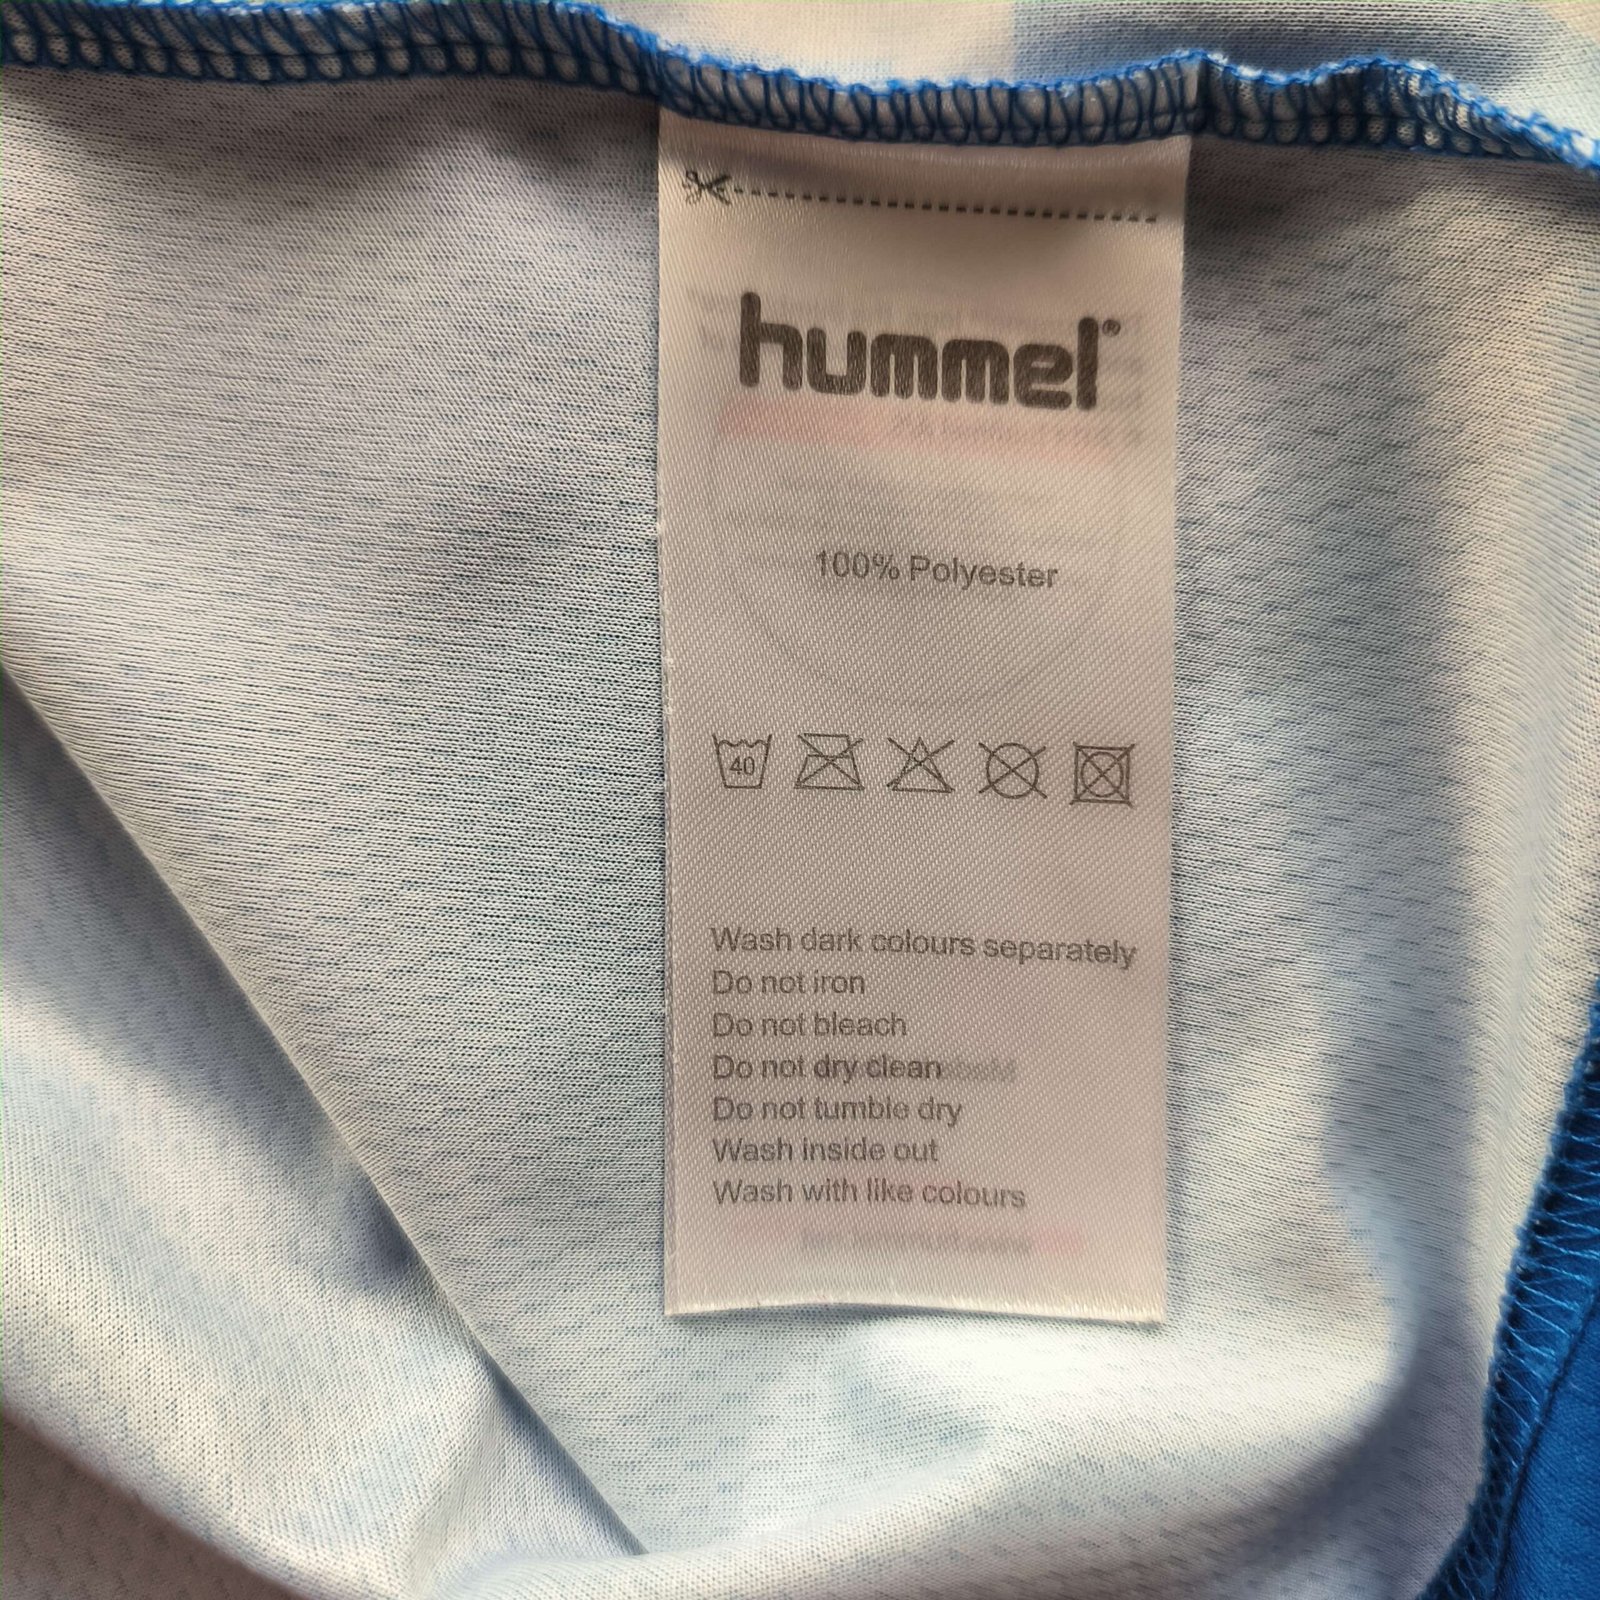 hummel®
100% Polyester
40
Wash dark colours separately
Do not iron
Do not bleach
Do not dry clean
Do not tumble dry
Wash inside out
Wash with like colours